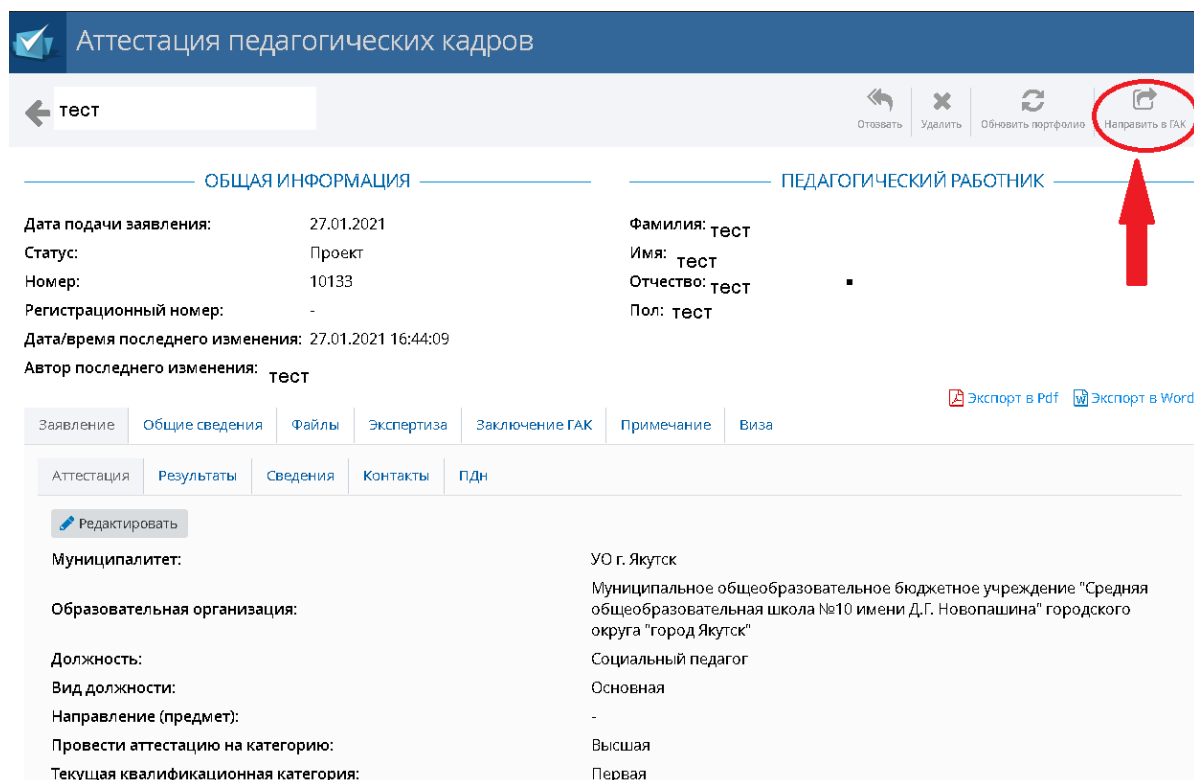 Аттестация педагогических кадров
тест
Отозвать
Удалить
Обновить портфолио
Направить в ГАК
ОБЩАЯ ИНФОРМАЦИЯ
Дата подачи заявления: 27.01.2021
Статус: Проект
Номер: 10133
Регистрационный номер: -
Дата/время последнего изменения: 27.01.2021 16:44:09
Автор последнего изменения: тест
ПЕДАГОГИЧЕСКИЙ РАБОТНИК
Фамилия: тест
Имя: тест
Отчество: тест
Пол: тест
Экспорт в Pdf Экспорт в Word
Заявление Общие сведения Файлы Экспертиза Заключение ГАК Примечание Виза
Аттестация Результаты Сведения Контакты ПДн
Редактировать
Муниципалитет: УО г. Якутск
Образовательная организация: Муниципальное общеобразовательное бюджетное учреждение "Средняя
общеобразовательная школа №10 имени Д.Г. Новопашина" городского
округа "город Якутск"
Должность: Социальный педагог
Вид должности: Основная
Направление (предмет): -
Провести аттестацию на категорию: Высшая
Текущая квалификационная категория: Первая